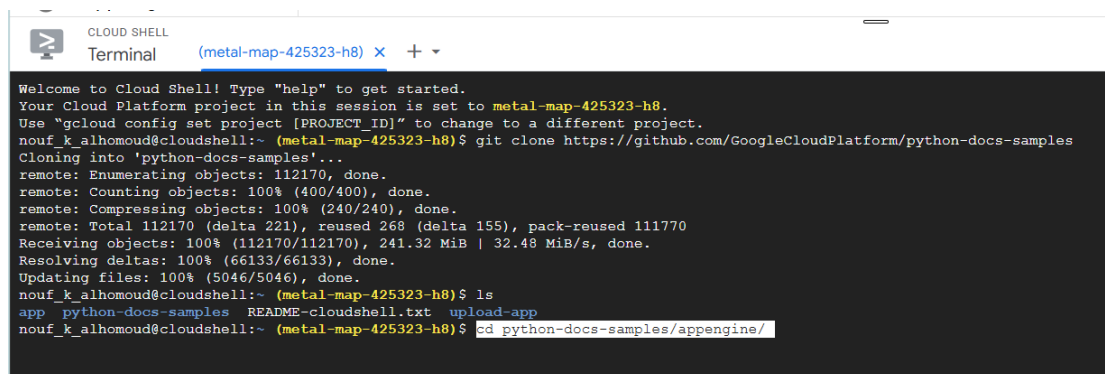 CLOUD SHELL
Terminal
(metal-map-425323-h8) × + ▾
Welcome to Cloud Shell! Type "help" to get started.
Your Cloud Platform project in this session is set to metal-map-425323-h8.
Use “gcloud config set project [PROJECT_ID]” to change to a different project.
nouf_k_alhomoud@cloudshell:~ (metal-map-425323-h8)$ git clone https://github.com/GoogleCloudPlatform/python-docs-samples
Cloning into 'python-docs-samples'...
remote: Enumerating objects: 112170, done.
remote: Counting objects: 100% (400/400), done.
remote: Compressing objects: 100% (240/240), done.
remote: Total 112170 (delta 221), reused 268 (delta 155), pack-reused 111770
Receiving objects: 100% (112170/112170), 241.32 MiB | 32.48 MiB/s, done.
Resolving deltas: 100% (66133/66133), done.
Updating files: 100% (5046/5046), done.
nouf_k_alhomoud@cloudshell:~ (metal-map-425323-h8)$ ls
app python-docs-samples README-cloudshell.txt upload-app
nouf_k_alhomoud@cloudshell:~ (metal-map-425323-h8)$ cd python-docs-samples/appengine/